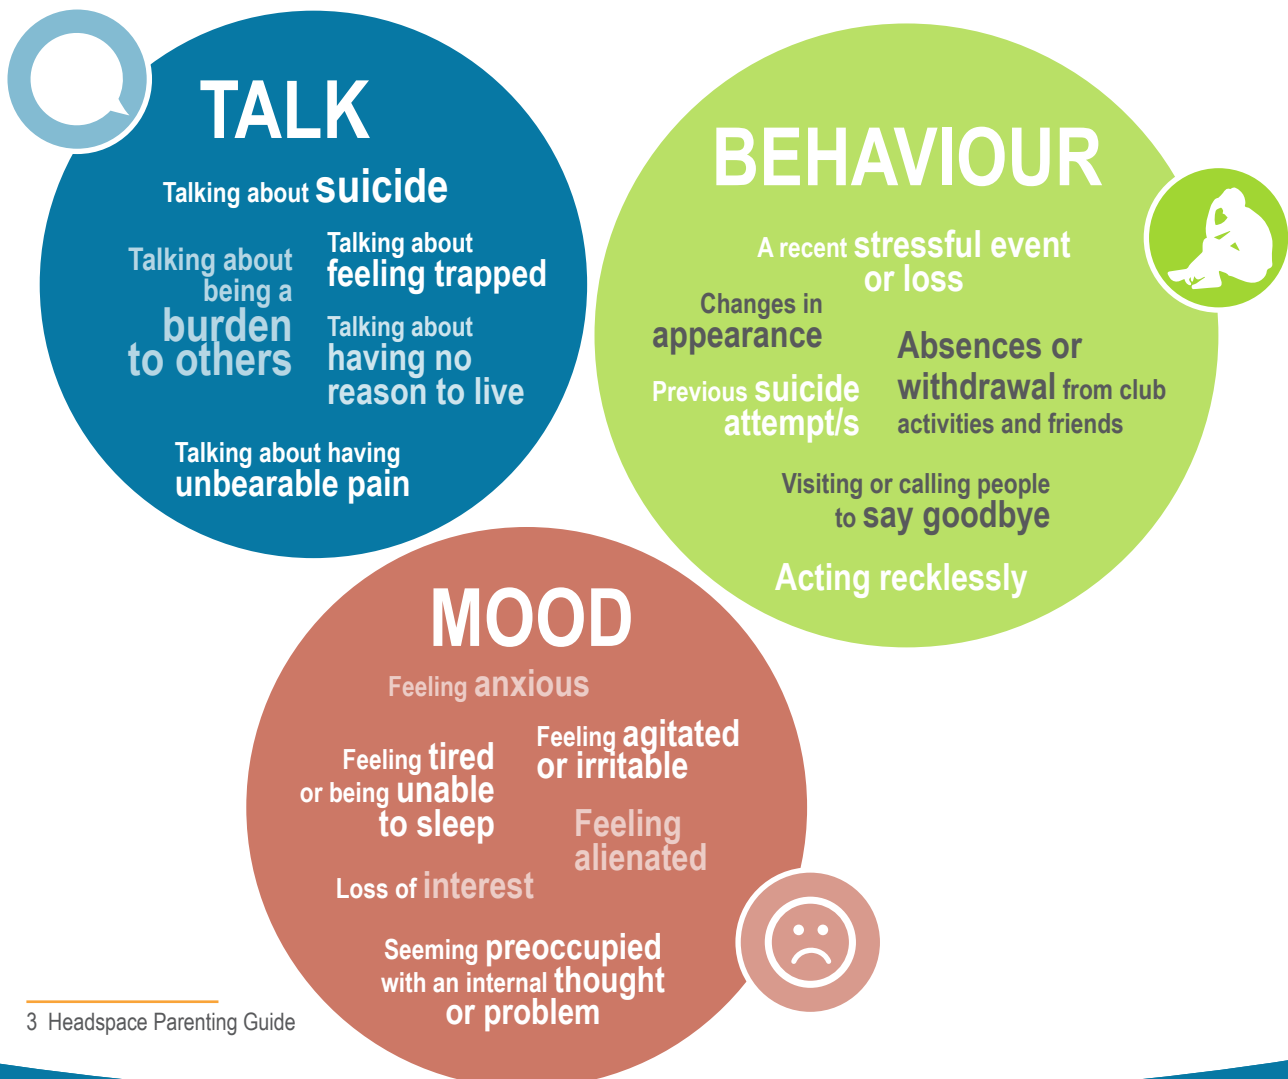 TALK
Talking about suicide
Talking about
being a
burden
to others
Talking about
feeling trapped
Talking about
having no
reason to live
Talking about having
unbearable pain
BEHAVIOUR
A recent stressful event
or loss
Changes in
appearance
Absences or
withdrawal from club
activities and friends
Previous suicide
attempt/s
Visiting or calling people
to say goodbye
Acting recklessly
MOOD
Feeling anxious
Feeling tired
or being unable
to sleep
Feeling agitated
or irritable
Feeling
alienated
Loss of interest
Seeming preoccupied
with an internal thought
or problem
3 Headspace Parenting Guide